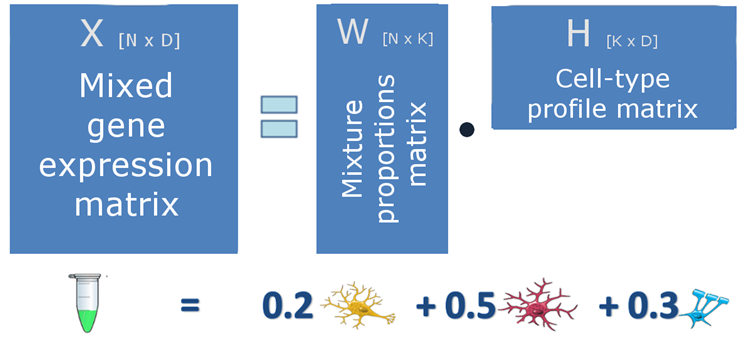 X [N x D]
Mixed
gene
expression
matrix
=
W [N x K]
Mixture
proportions
matrix
•
H [K x D]
Cell-type
profile matrix
= 0.2 + 0.5 + 0.3